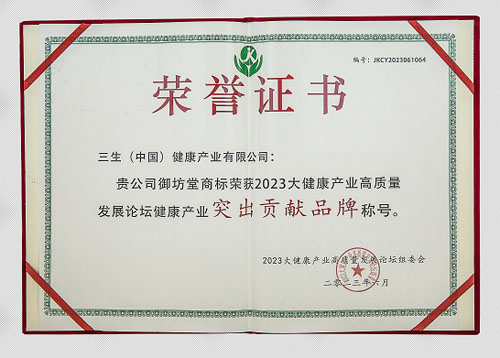 编号：JKCY2023061064
荣誉证书
三生（中国）健康产业有限公司：
贵公司御坊堂商标荣获2023大健康产业高质量
发展论坛健康产业突出贡献品牌称号。
2023大健康产业高质量发展论坛组委会
二〇二三年六月